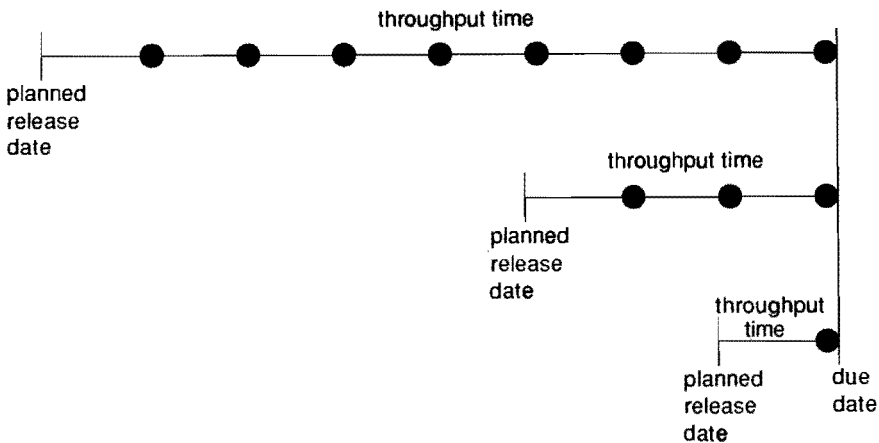 throughput time
planned
release
date
throughput time
planned
release
date
throughput
time
planned
release
date
due
date